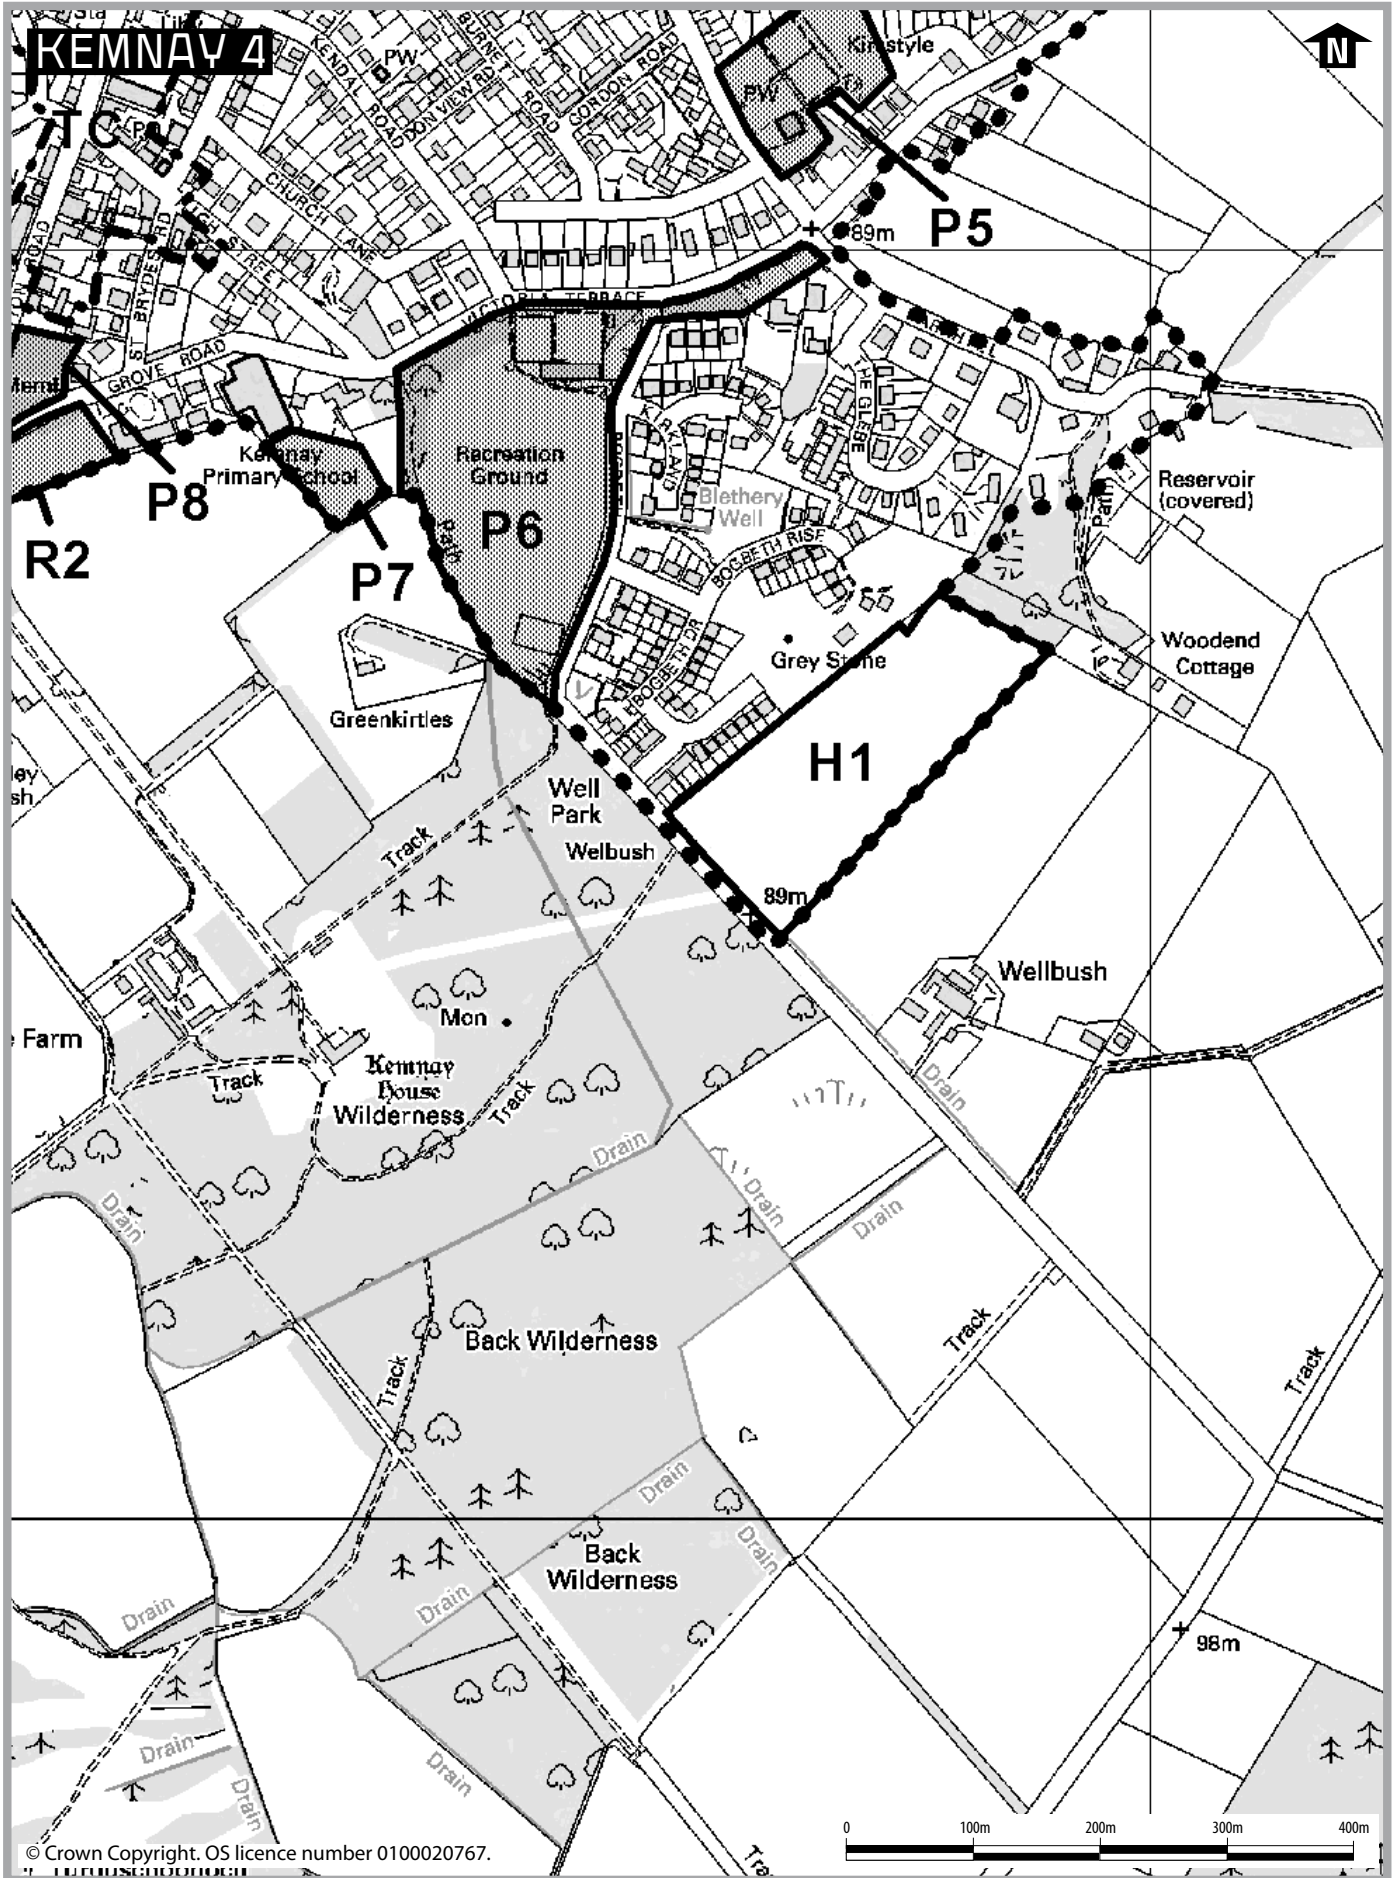 KEMNAY 4
N
KENDAL ROAD
PW
DON VIEW RD
BURNETT ROAD
GORDON ROAD
PW
TC
CHURCH LANE
HIGH STREET
ST BRYDES RD
P5
89m
VICTORIA TERRACE
GROVE ROAD
Kemnay
Primary School
P8
R2
P7
Recreation
Ground
P6
Path
KIRKLAND
THE GLEBE
Blethery
Well
BOGBETH RISE
BOGBETH DR
Grey Stone
Path
Reservoir
(covered)
Woodend
Cottage
Greenkirtles
H1
Well
Park
Welbush
89m
Track
Wellbush
Farm
Mon
Kemnay
House
Wilderness
Track
Track
Drain
Drain
Drain
Drain
Drain
Back Wilderness
Track
Track
Track
Drain
Drain
Back
Wilderness
Drain
Drain
98m
Drain
Drain
Drain
© Crown Copyright. OS licence number 0100020767.
0 100m 200m 300m 400m